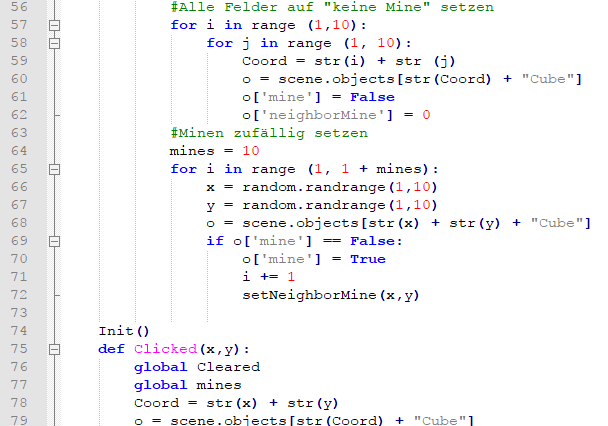 56 #Alle Felder auf "keine Mine" setzen
57 for i in range (1,10):
58 for j in range (1, 10):
59 Coord = str(i) + str (j)
60 o = scene.objects[str(Coord) + "Cube"]
61 o['mine'] = False
62 o['neighborMine'] = 0
63 #Minen zufällig setzen
64 mines = 10
65 for i in range (1, 1 + mines):
66 x = random.randrange(1,10)
67 y = random.randrange(1,10)
68 o = scene.objects[str(x) + str(y) + "Cube"]
69 if o['mine'] == False:
70 o['mine'] = True
71 i += 1
72 setNeighborMine(x,y)
73
74 Init()
75 def Clicked(x,y):
76 global Cleared
77 global mines
78 Coord = str(x) + str(y)
79 o = scene.objects[str(Coord) + "Cube"]